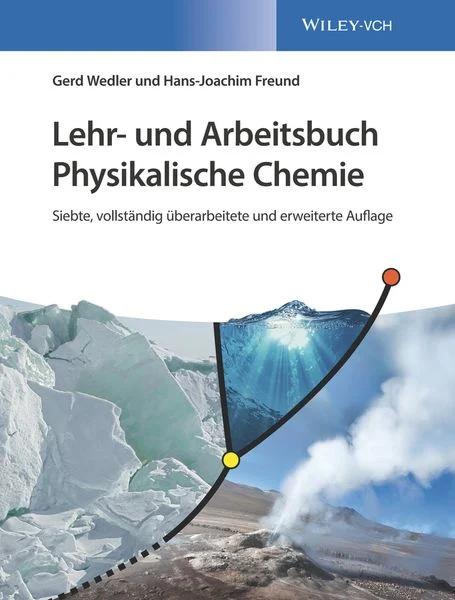 WILEY-VCH
Gerd Wedler und Hans-Joachim Freund
Lehr- und Arbeitsbuch
Physikalische Chemie
Siebte, vollständig überarbeitete und erweiterte Auflage